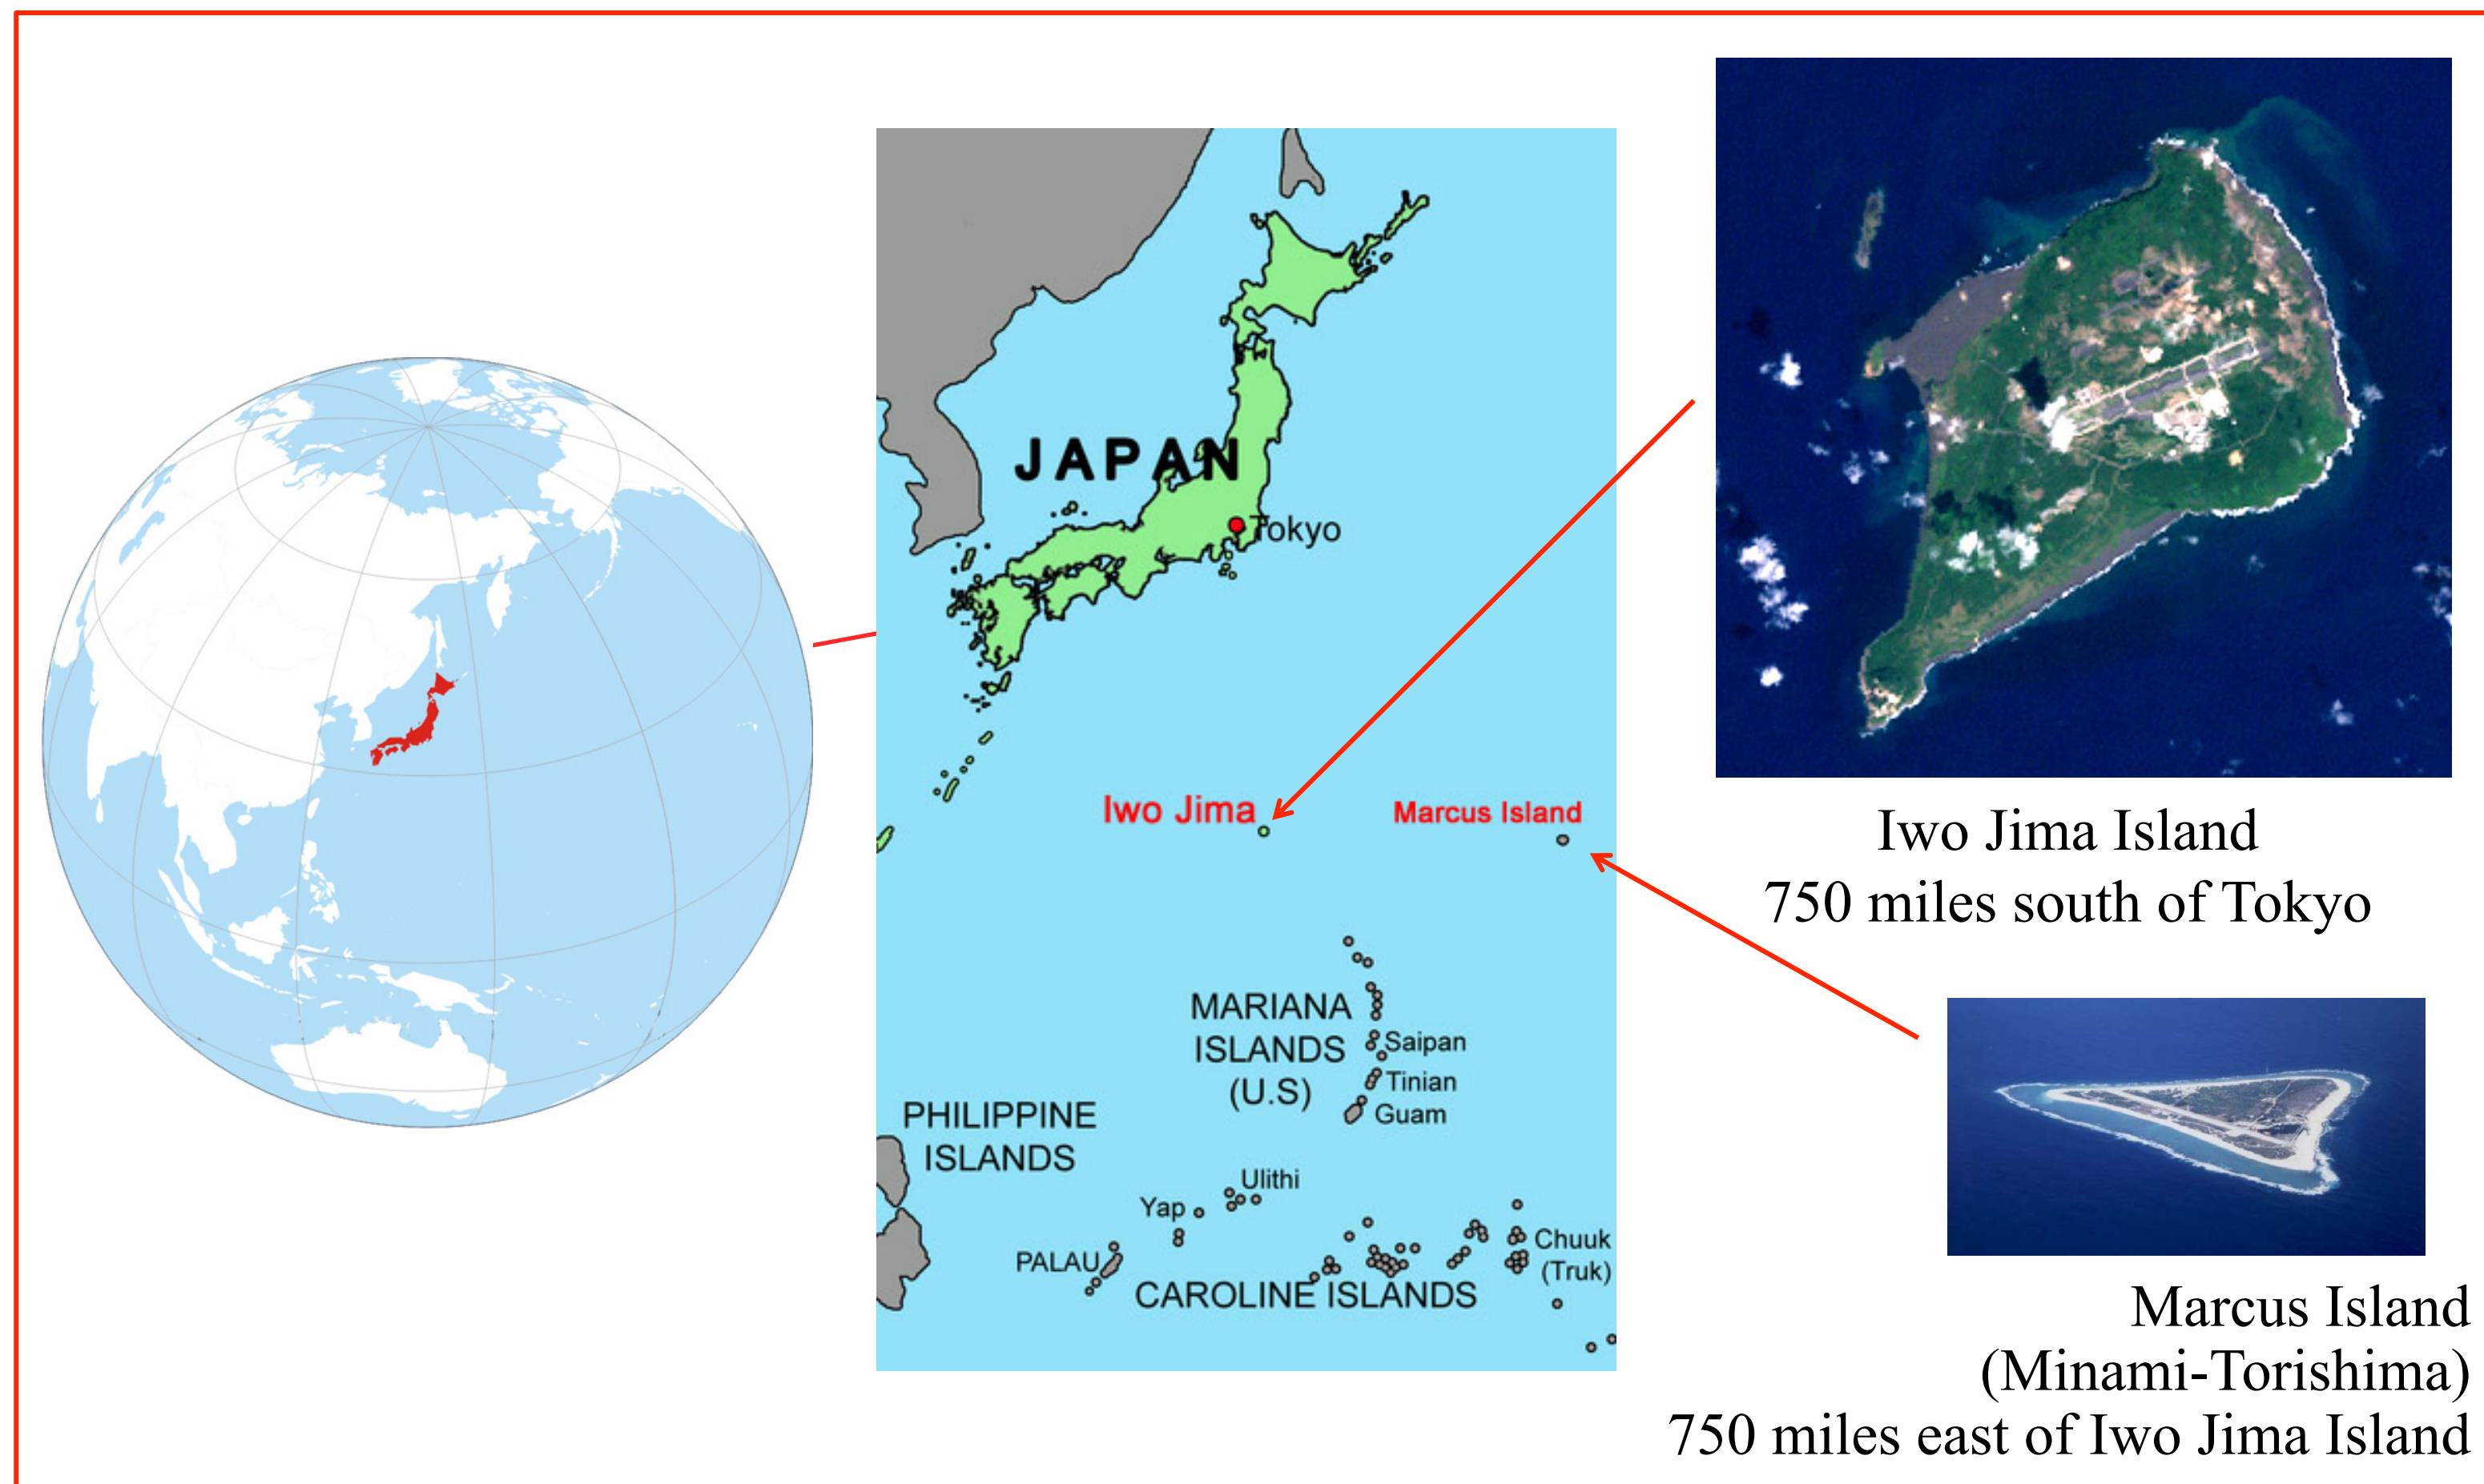 JAPAN
Tokyo
Iwo Jima
Marcus Island
MARIANA
ISLANDS
(U.S)
Saipan
Tinian
Guam
PHILIPPINE
ISLANDS
Ulithi
Yap
PALAU
Chuuk
(Truk)
CAROLINE ISLANDS
Iwo Jima Island
750 miles south of Tokyo
Marcus Island
(Minami-Torishima)
750 miles east of Iwo Jima Island